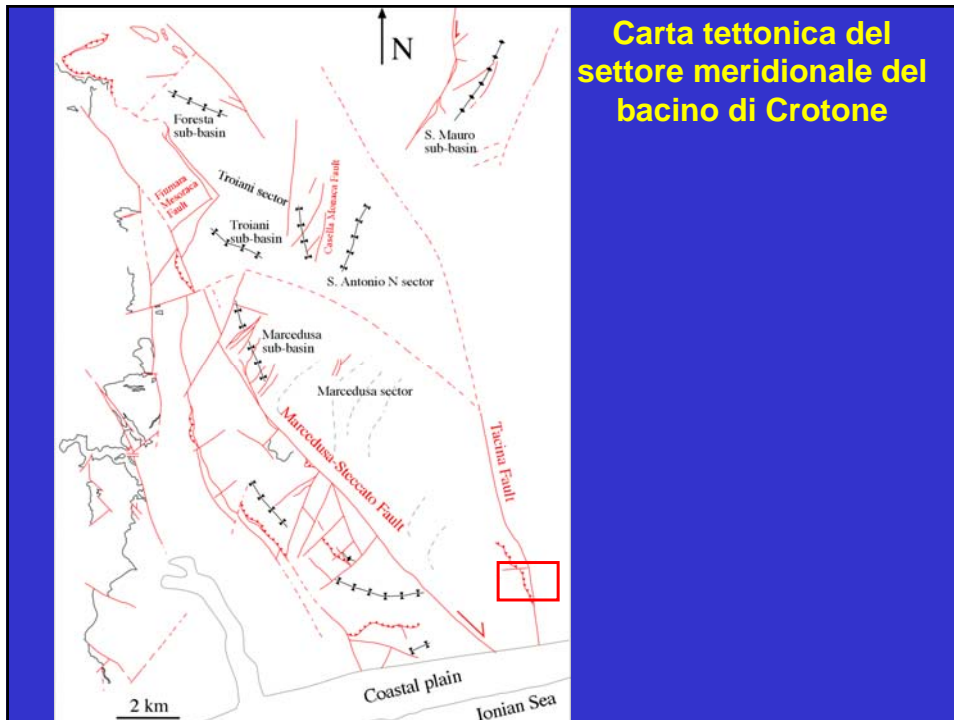 Carta tettonica del
settore meridionale del
bacino di Crotone
N
Foresta
sub-basin
S. Mauro
sub-basin
Fiumara
Mesoraca
Fault
Troiani sector
Casella Monaca Fault
Troiani
sub-basin
S. Antonio N sector
Marcedusa
sub-basin
Marcedusa sector
Marcedusa-Steccato Fault
Tacina Fault
Coastal plain
2 km
Ionian Sea